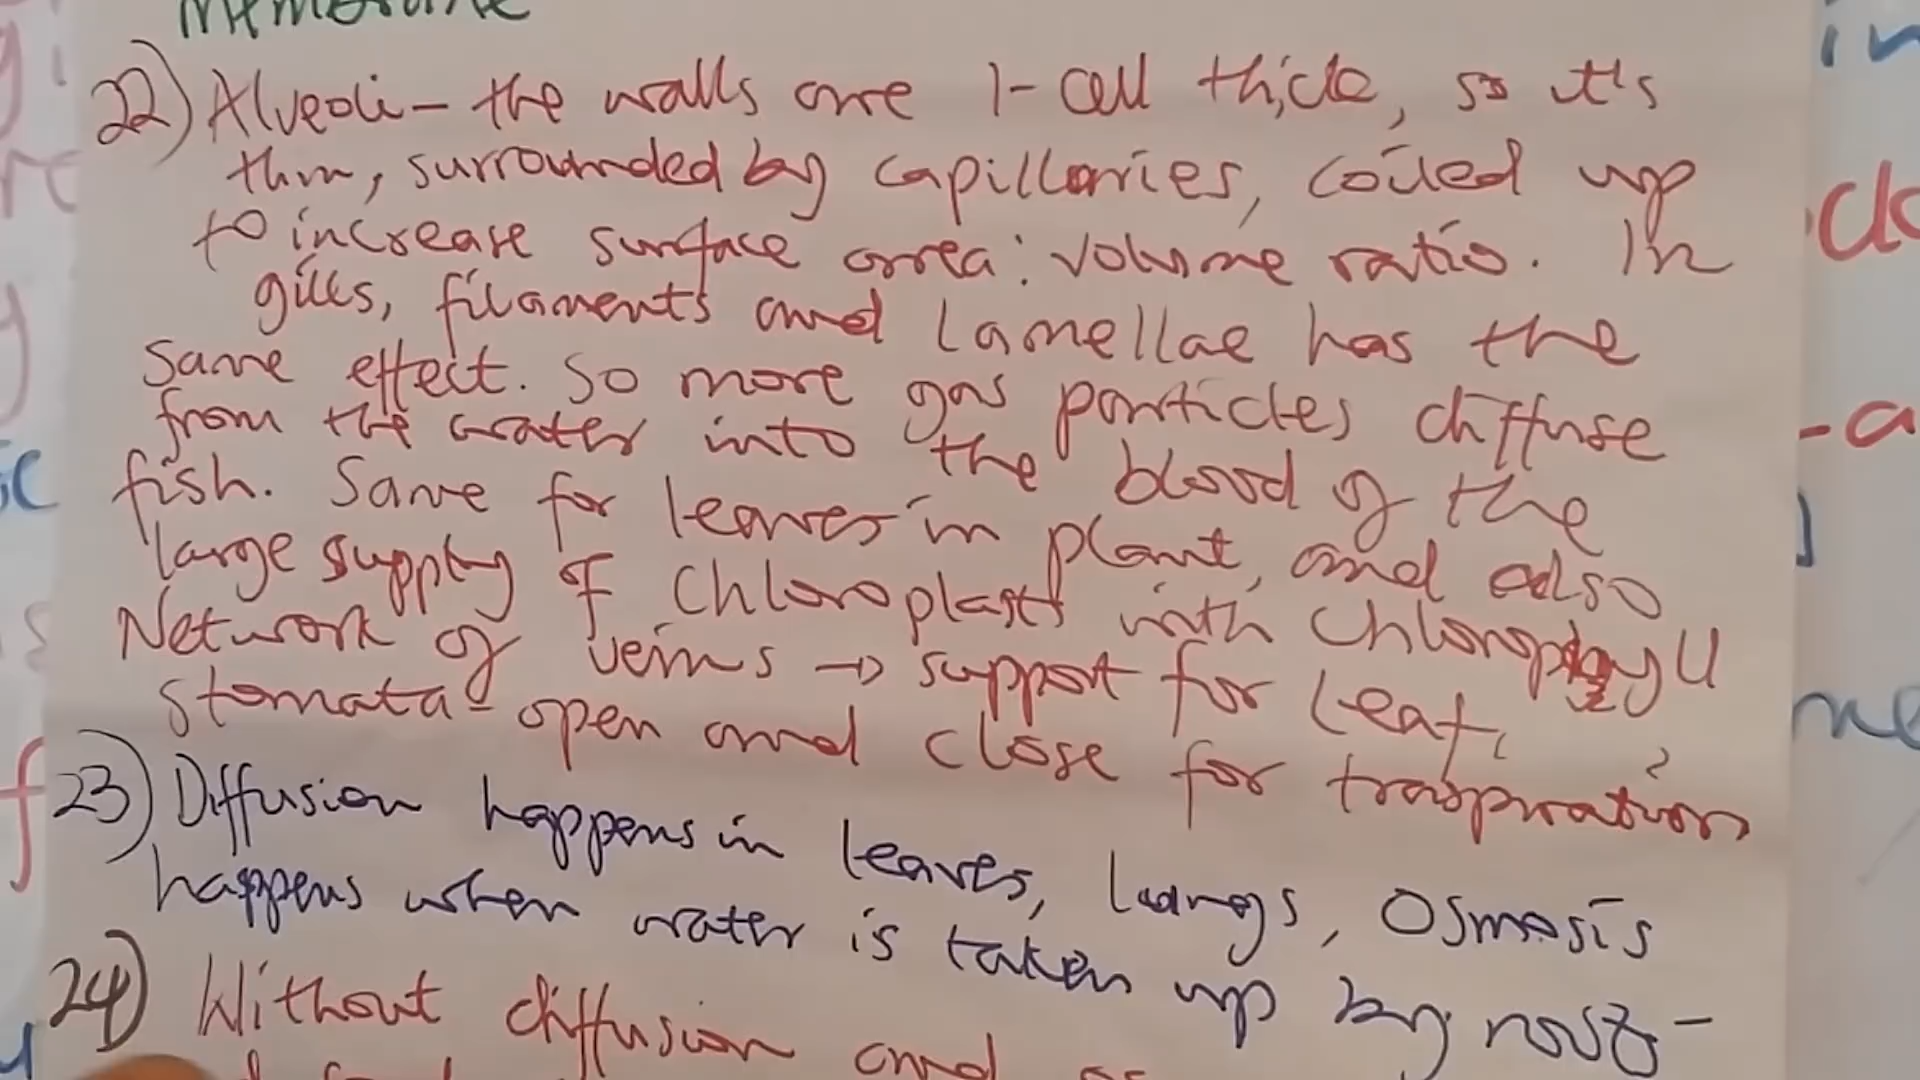 membrane
22) Alveoli - the walls are 1-cell thick, so it's
thin, surrounded by capillaries, coiled up
to increase surface area: volume ratio. In
gills, filaments and lamellae has the
same effect. So more gas particles diffuse
from the water into the blood of the
fish. Same for leaves in plant, and also
large supply of chloroplasts with chlorophyll
Network of veins → support for leaf,
stomata - open and close for traspiration?
23) Diffusion happens in leaves, lungs, osmosis
happens when water is taken up by roots-
24) Without diffusion and